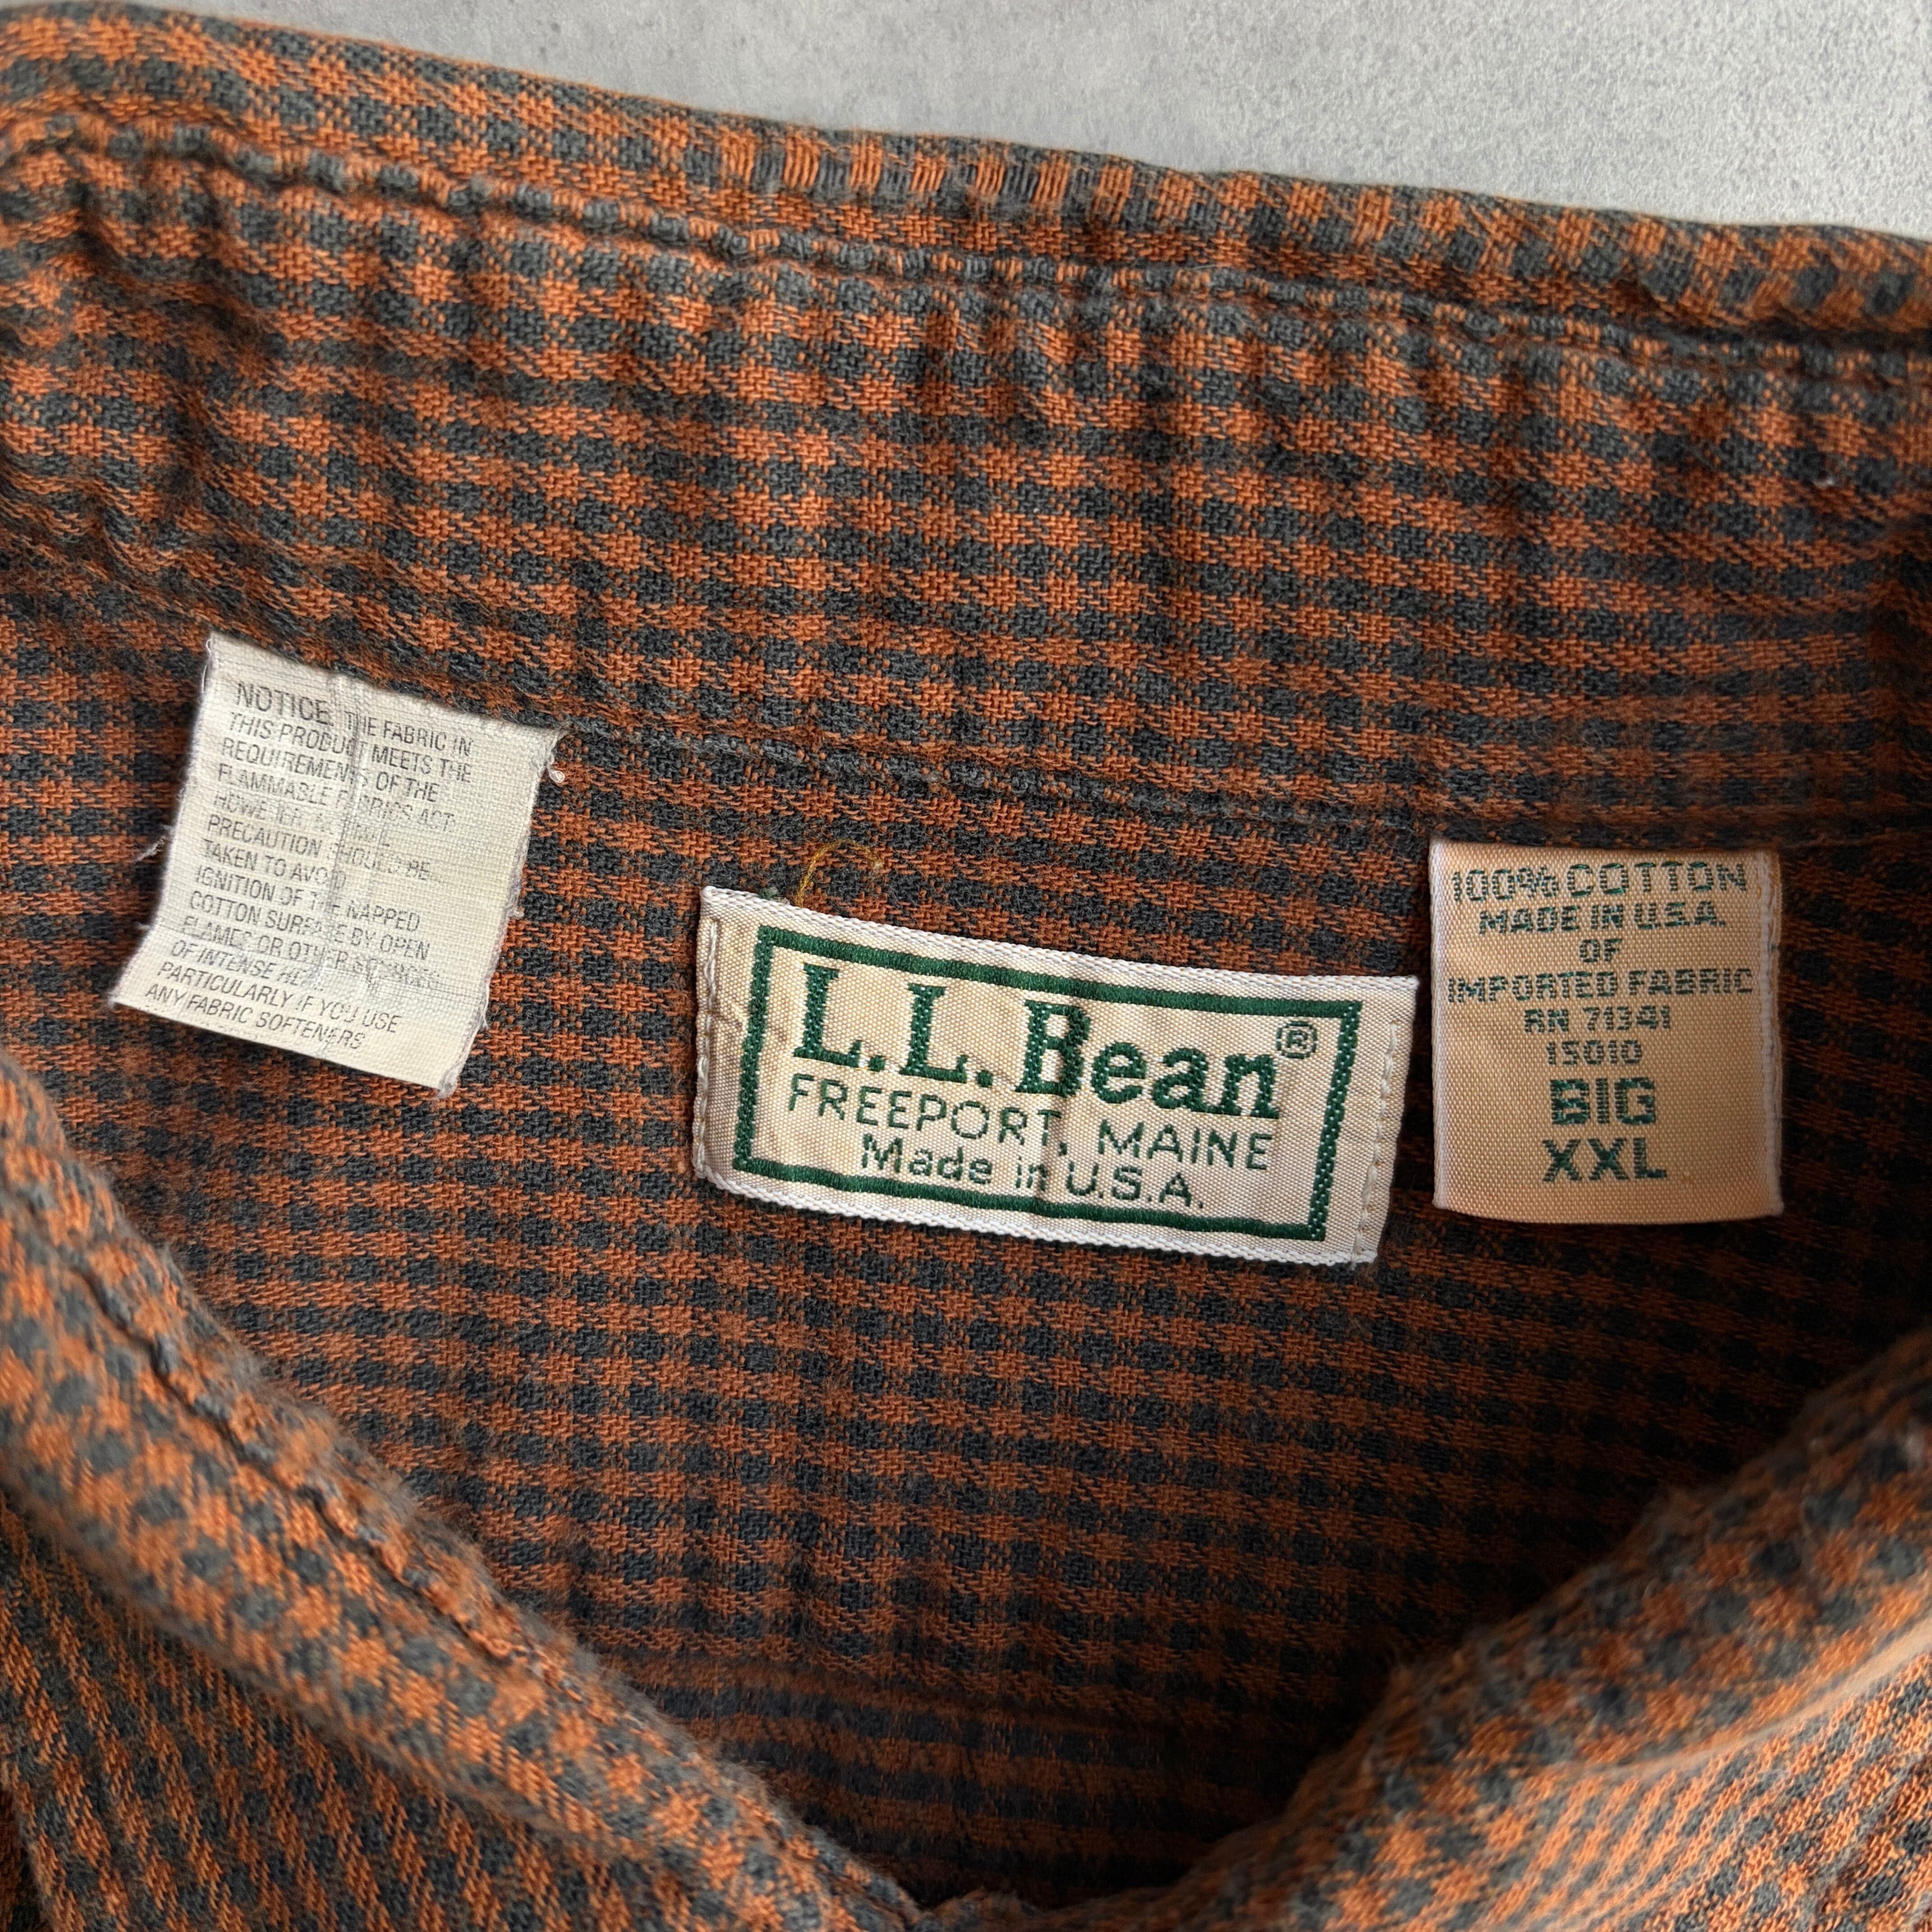 NOTICE: THE FABRIC IN
THIS PRODUCT MEETS THE
REQUIREMENTS OF THE
FLAMMABLE FABRICS ACT.
HOWEVER, NORMAL
PRECAUTION SHOULD BE
TAKEN TO AVOID
IGNITION OF THE NAPPED
COTTON SURFACE BY OPEN
FLAMES OR OTHER SOURCES
OF INTENSE HEAT
PARTICULARLY IF YOU USE
ANY FABRIC SOFTENERS
L.L.Bean®
FREEPORT, MAINE
Made in U.S.A.
100% COTTON
MADE IN U.S.A.
OF
IMPORTED FABRIC
RN 71341
15010
BIG
XXL